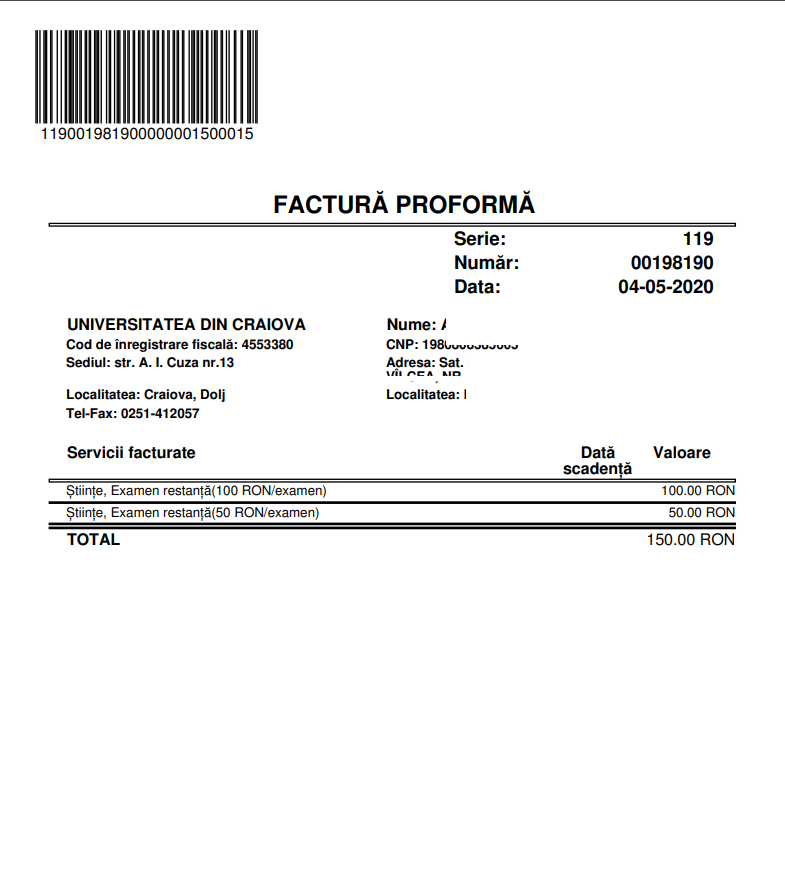 119001981900000001500015
FACTURĂ PROFORMĂ
Serie: 119
Număr: 00198190
Data: 04-05-2020
UNIVERSITATEA DIN CRAIOVA
Cod de înregistrare fiscală: 4553380
Sediul: str. A. I. Cuza nr.13
Localitatea: Craiova, Dolj
Tel-Fax: 0251-412057
Nume:
CNP:
Adresa: Sat.
Localitatea:
Servicii facturate Dată scadență Valoare
Științe, Examen restanță(100 RON/examen) 100.00 RON
Științe, Examen restanță(50 RON/examen) 50.00 RON
TOTAL 150.00 RON